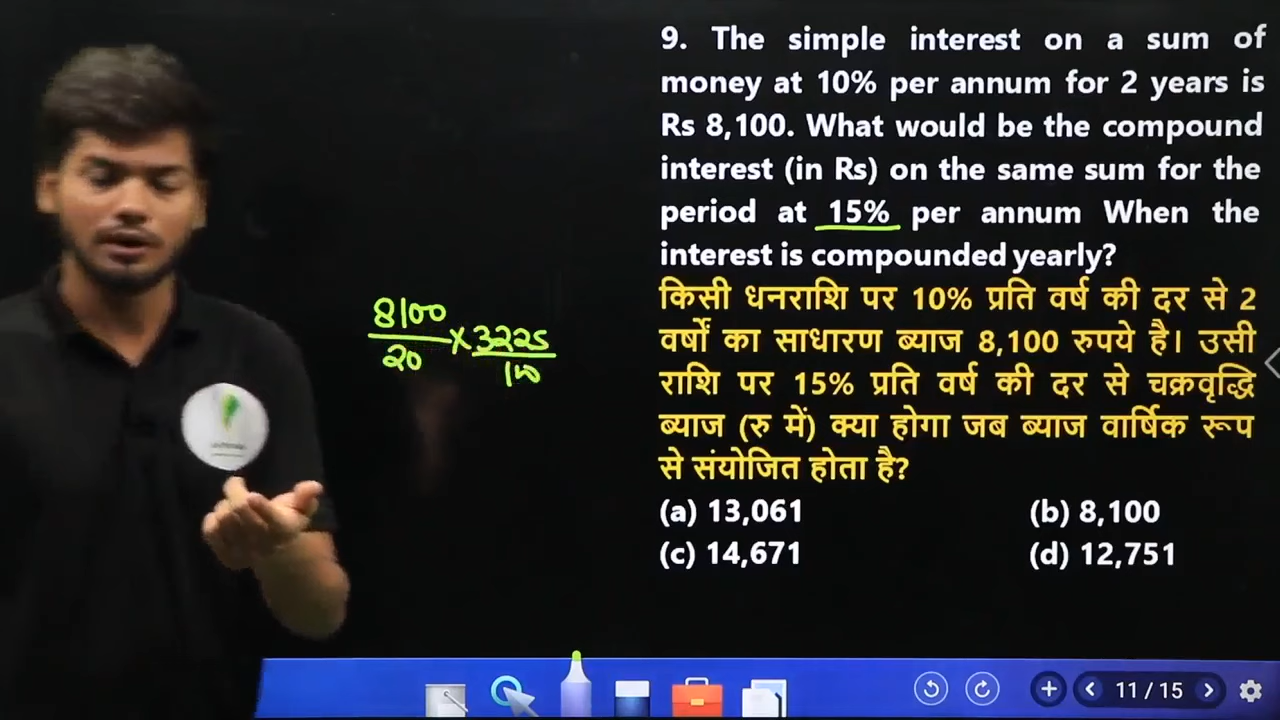 9. The simple interest on a sum of
money at 10% per annum for 2 years is
Rs 8,100. What would be the compound
interest (in Rs) on the same sum for the
period at 15% per annum When the
interest is compounded yearly?
किसी धनराशि पर 10% प्रति वर्ष की दर से 2
वर्षों का साधारण ब्याज 8,100 रुपये है। उसी
राशि पर 15% प्रति वर्ष की दर से चक्रवृद्धि
ब्याज (रु में) क्या होगा जब ब्याज वार्षिक रूप
से संयोजित होता है?
(a) 13,061 (b) 8,100
(c) 14,671 (d) 12,751
8100 × 3225
20
11 / 15